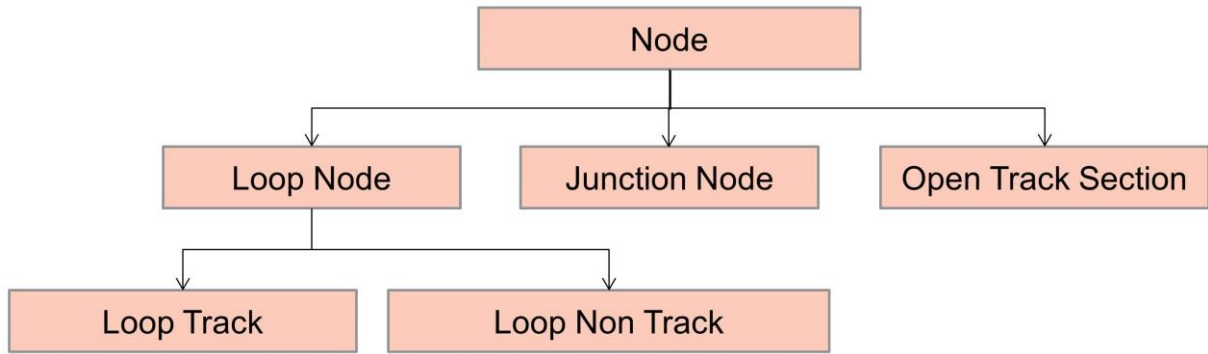 Node
Loop Node
Junction Node
Open Track Section
Loop Track
Loop Non Track